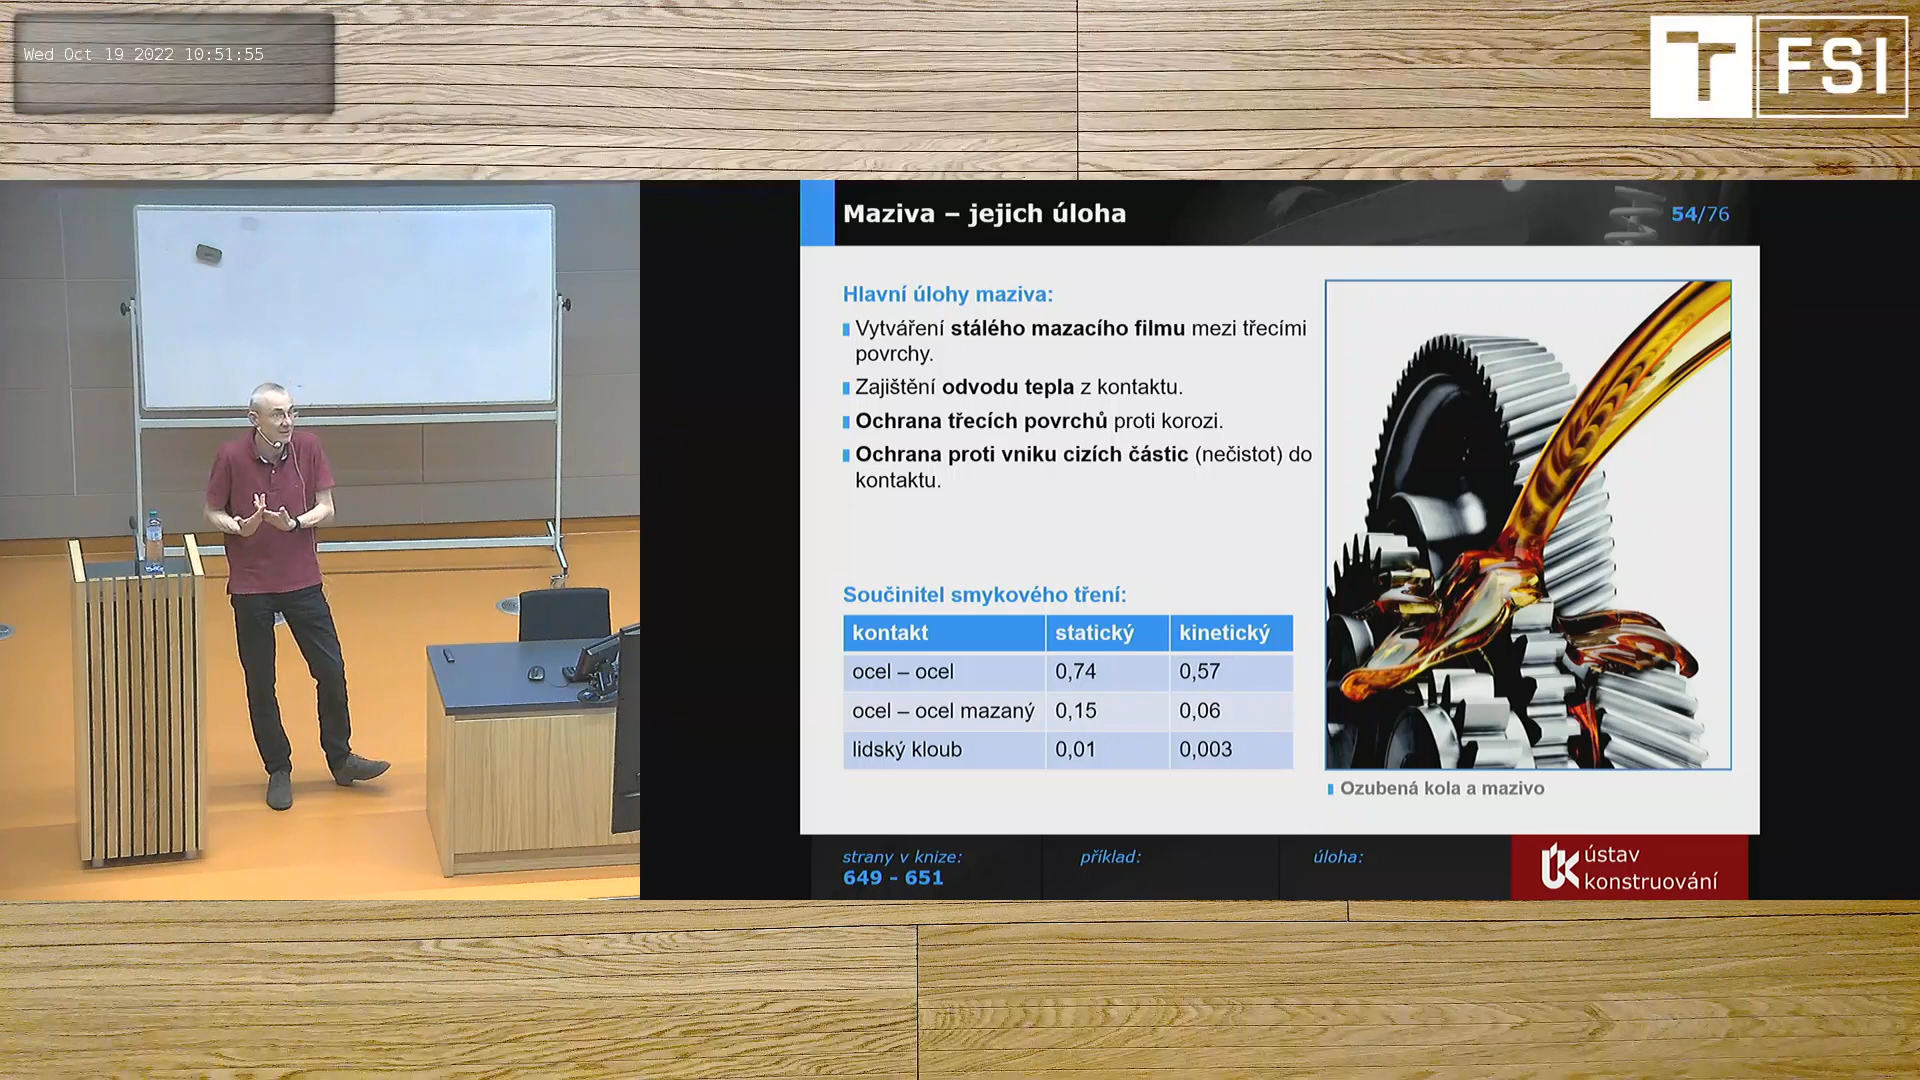 Wed Oct 19 2022 10:51:55
T FSI
Maziva – jejich úloha
54/76
Hlavní úlohy maziva:
Vytváření stálého mazacího filmu mezi třecími
povrchy.
Zajištění odvodu tepla z kontaktu.
Ochrana třecích povrchů proti korozi.
Ochrana proti vniku cizích částic (nečistot) do
kontaktu.
Součinitel smykového tření:
kontakt statický kinetický
ocel – ocel 0,74 0,57
ocel – ocel mazaný 0,15 0,06
lidský kloub 0,01 0,003
Ozubená kola a mazivo
strany v knize:
649 - 651
příklad:
úloha:
ÚK ústav
konstruování